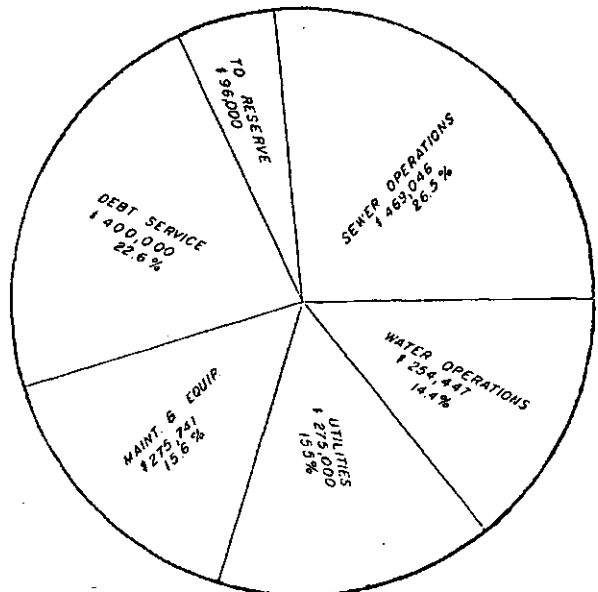 TO RESERVE
$96,000
SEWER OPERATIONS
$469,046
26.5%
DEBT SERVICE
$400,000
22.6%
WATER OPERATIONS
$254,447
14.4%
MAINT. & EQUIP.
$275,741
15.6%
UTILITIES
$275,000
15.5%